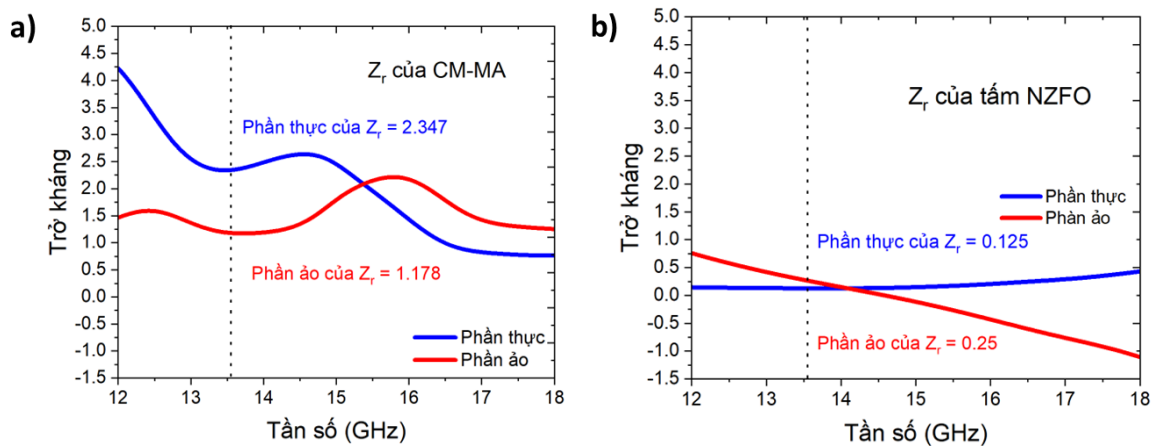 a)
5.0
4.5
4.0
3.5
3.0
2.5
2.0
1.5
1.0
0.5
0.0
-0.5
-1.0
-1.5
Trở kháng
Zr của CM-MA
Phần thực của Zr = 2.347
Phần ảo của Zr = 1.178
Phần thực
Phần ảo
12 13 14 15 16 17 18
Tần số (GHz)
b)
5.0
4.5
4.0
3.5
3.0
2.5
2.0
1.5
1.0
0.5
0.0
-0.5
-1.0
-1.5
Trở kháng
Zr của tấm NZFO
Phần thực
Phàn ảo
Phần thực của Zr = 0.125
Phần ảo của Zr = 0.25
12 13 14 15 16 17 18
Tần số (GHz)